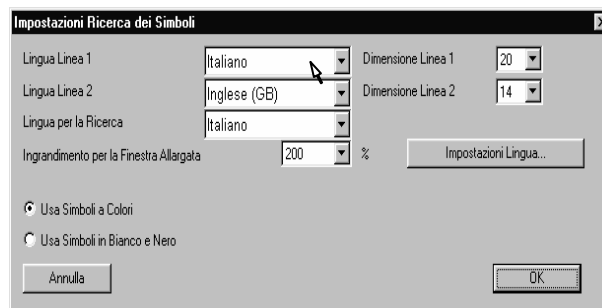 Impostazioni Ricerca dei Simboli
Lingua Linea 1 Italiano Dimensione Linea 1 20
Lingua Linea 2 Inglese (GB) Dimensione Linea 2 14
Lingua per la Ricerca Italiano
Ingrandimento per la Finestra Allargata 200 % Impostazioni Lingua...
Usa Simboli a Colori
Usa Simboli in Bianco e Nero
Annulla OK